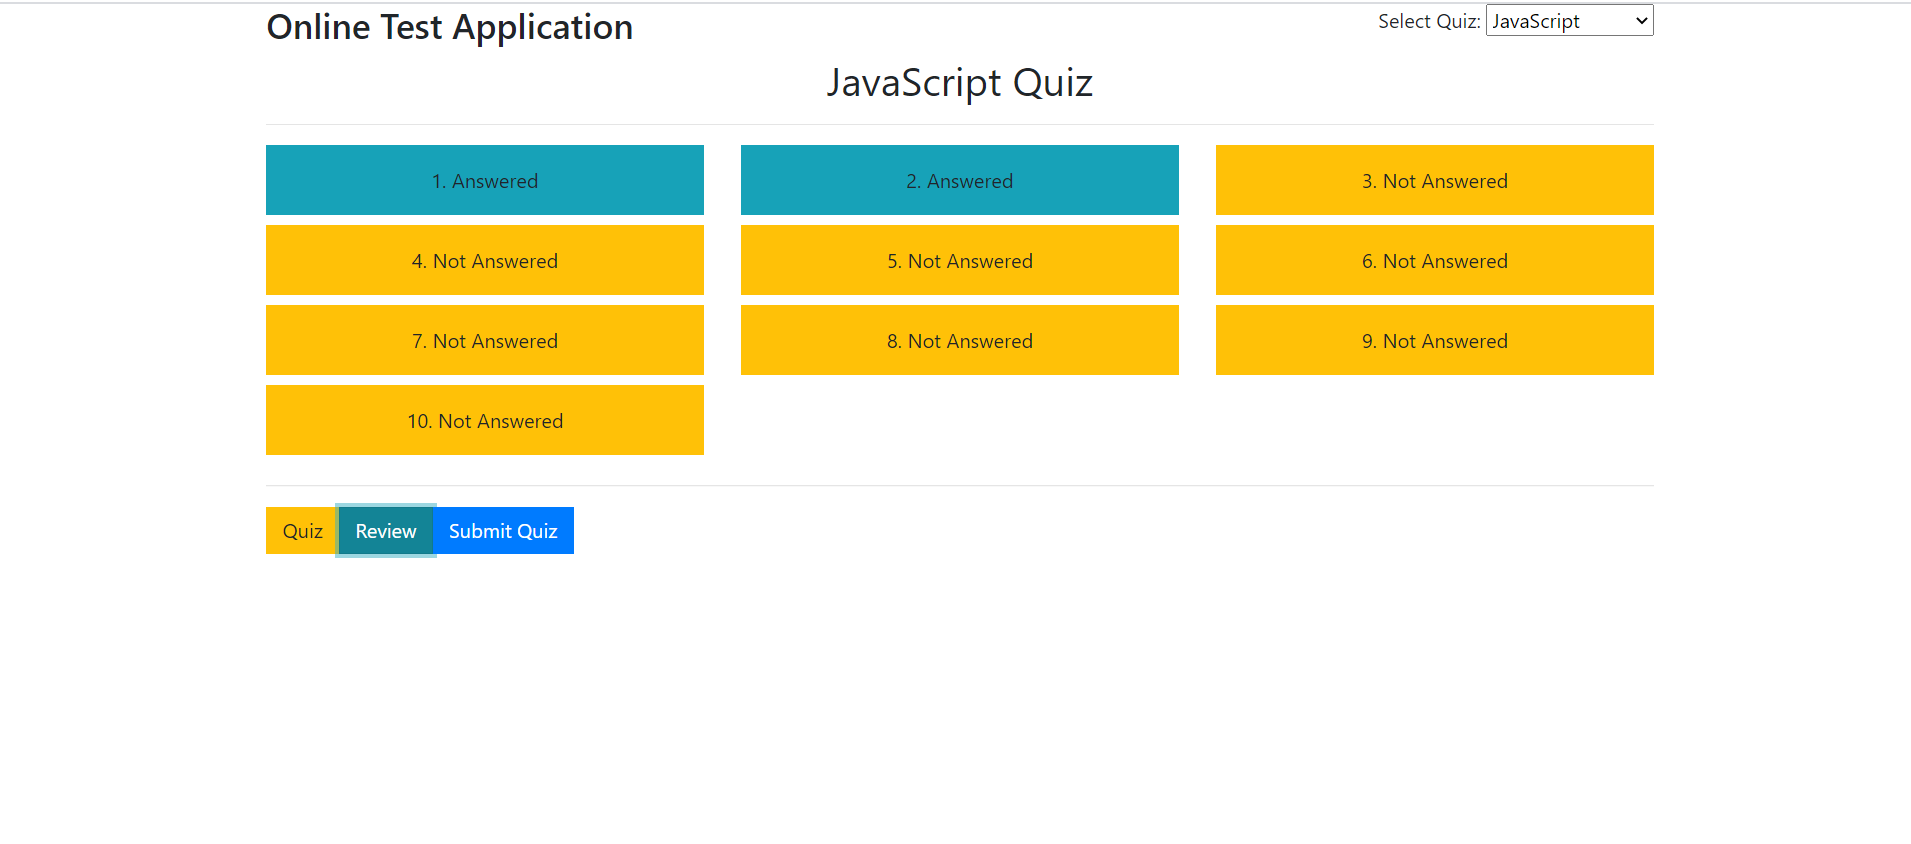 Online Test Application
Select Quiz: JavaScript
JavaScript Quiz
1. Answered
2. Answered
3. Not Answered
4. Not Answered
5. Not Answered
6. Not Answered
7. Not Answered
8. Not Answered
9. Not Answered
10. Not Answered
Quiz
Review
Submit Quiz